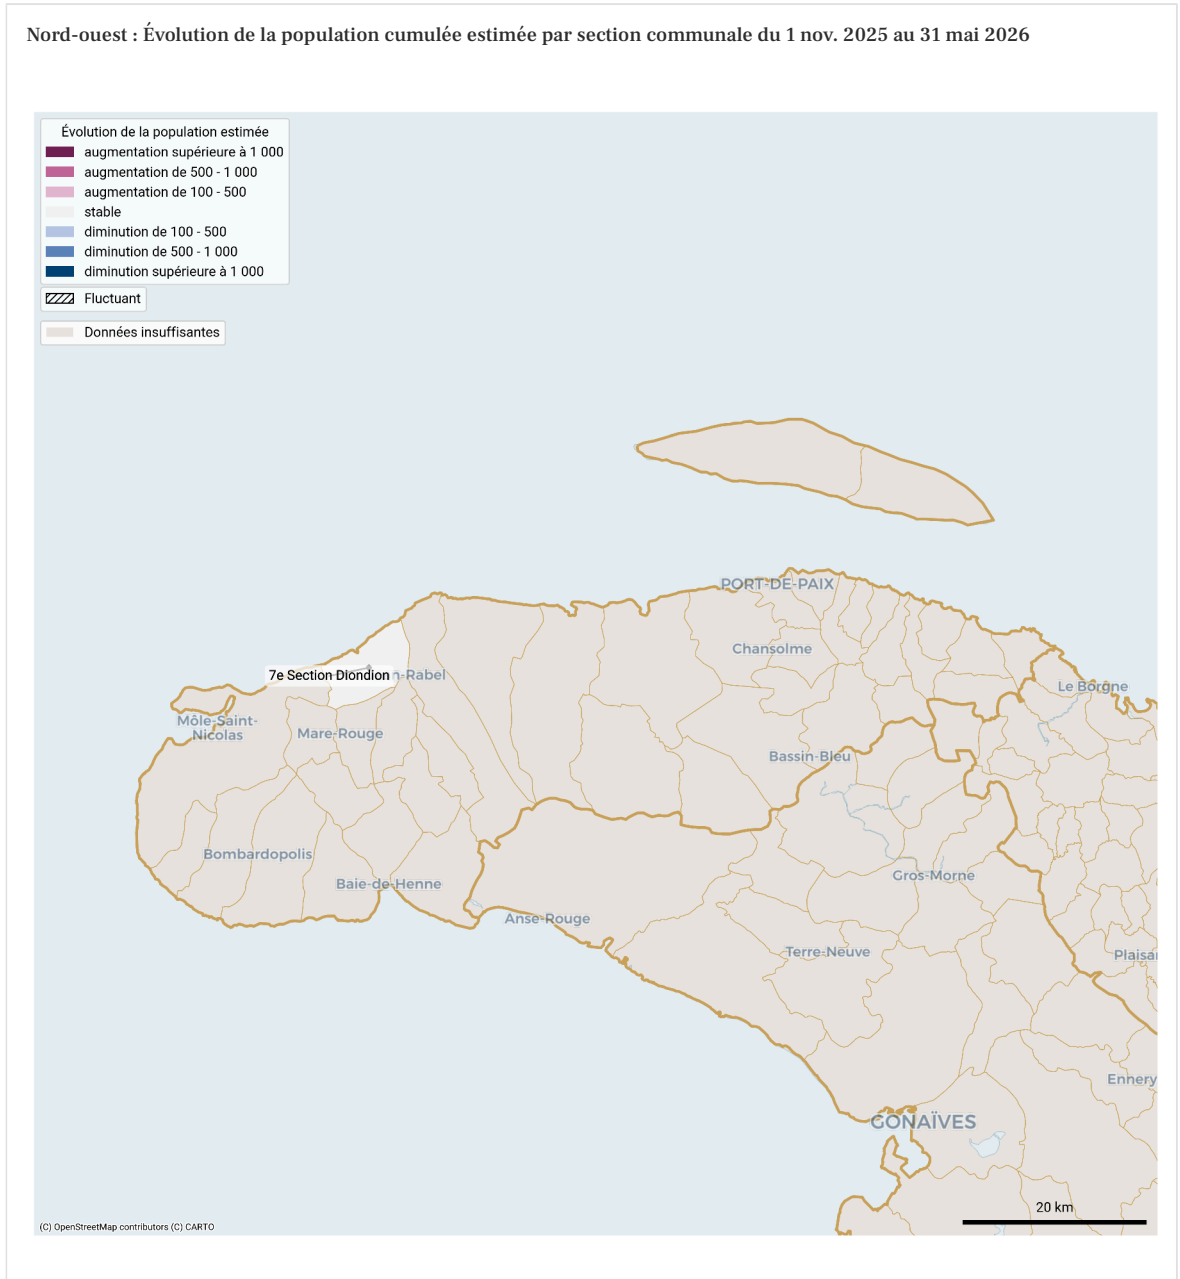 Nord-ouest : Évolution de la population cumulée estimée par section communale du 1 nov. 2025 au 31 mai 2026
Évolution de la population estimée
augmentation supérieure à 1 000
augmentation de 500 - 1 000
augmentation de 100 - 500
stable
diminution de 100 - 500
diminution de 500 - 1 000
diminution supérieure à 1 000
Fluctuant
Données insuffisantes
PORT-DE-PAIX
Chansolme
7e Section Diondion
n-Rabel
Le Borgne
Môle-Saint-
Nicolas
Mare-Rouge
Bassin-Bleu
Bombardopolis
Baie-de-Henne
Gros-Morne
Anse-Rouge
Terre-Neuve
Plaisa
Ennery
GONAÏVES
20 km
(C) OpenStreetMap contributors (C) CARTO